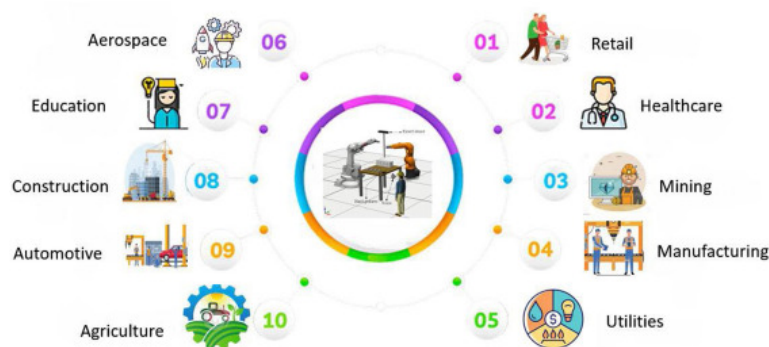 Aerospace
06
01
Retail
Education
07
02
Healthcare
Construction
08
03
Mining
Automotive
09
04
Manufacturing
Agriculture
10
05
Utilities